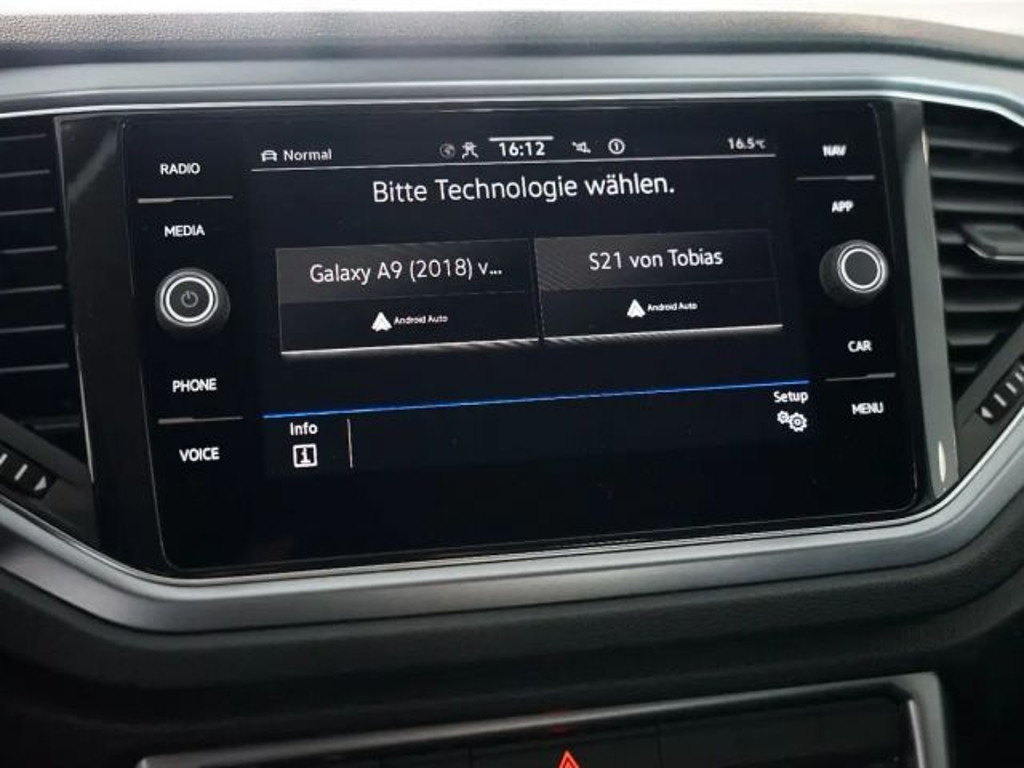 RADIO
MEDIA
PHONE
VOICE
Normal
16:12
16.5°C
Bitte Technologie wählen.
Galaxy A9 (2018) v...
Android Auto
S21 von Tobias
Android Auto
Info
Setup
NAV
APP
CAR
MENU